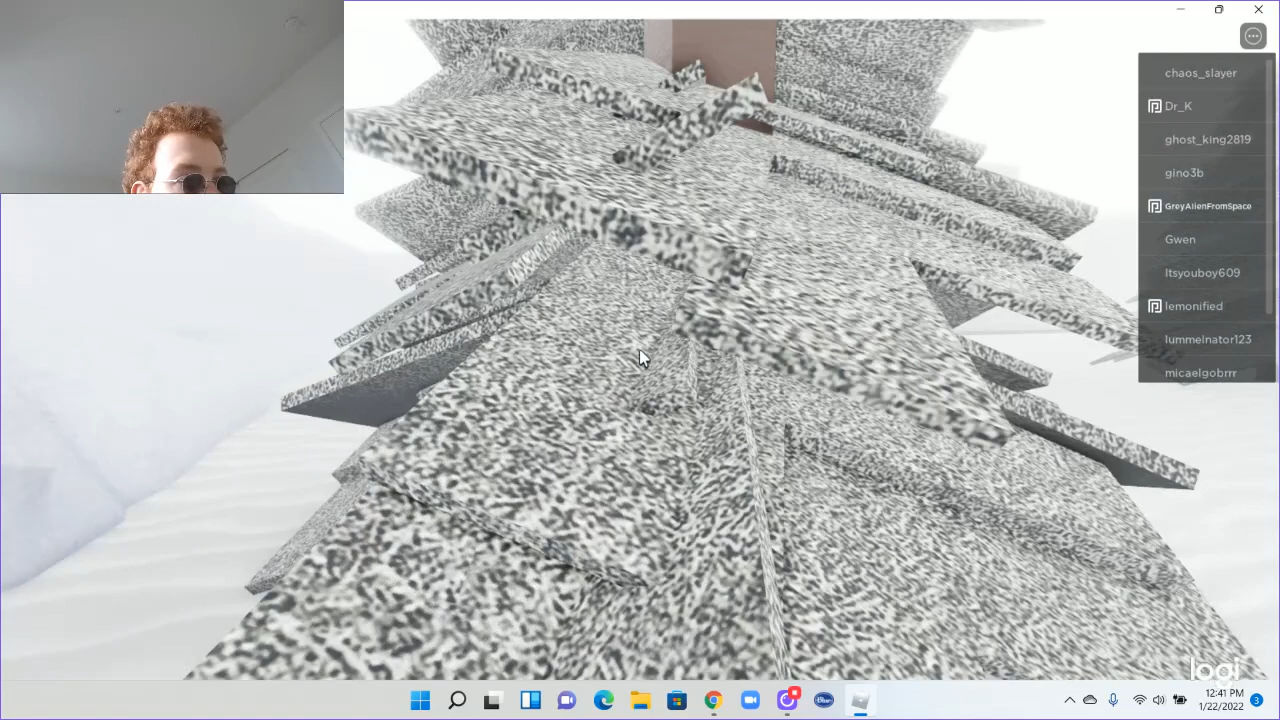 chaos_slayer
Dr_K
ghost_king2819
gino3b
GreyAlienFromSpace
Gwen
Itsyouboy609
lemonified
lummelnator123
micaelgobrrr
logi
12:41 PM
1/22/2022
3